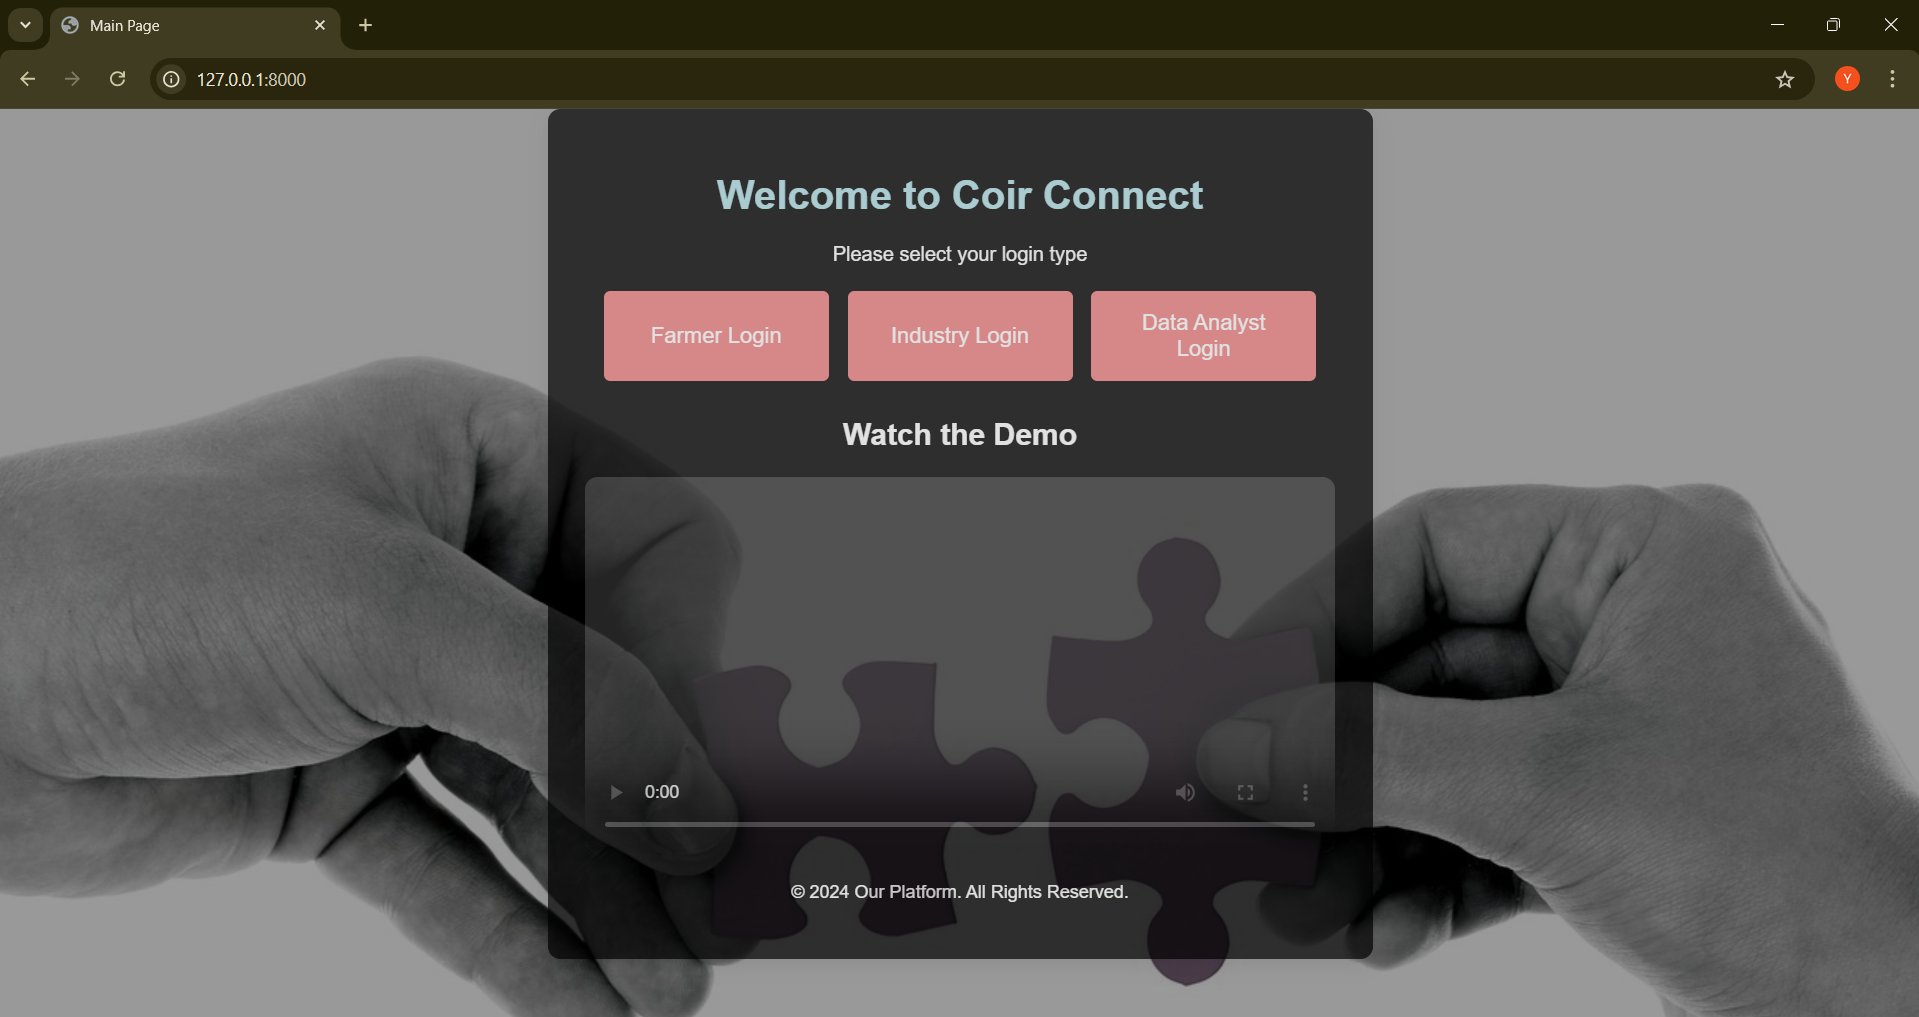 Main Page
127.0.0.1:8000
Y
Welcome to Coir Connect
Please select your login type
Farmer Login
Industry Login
Data Analyst
Login
Watch the Demo
0:00
© 2024 Our Platform. All Rights Reserved.